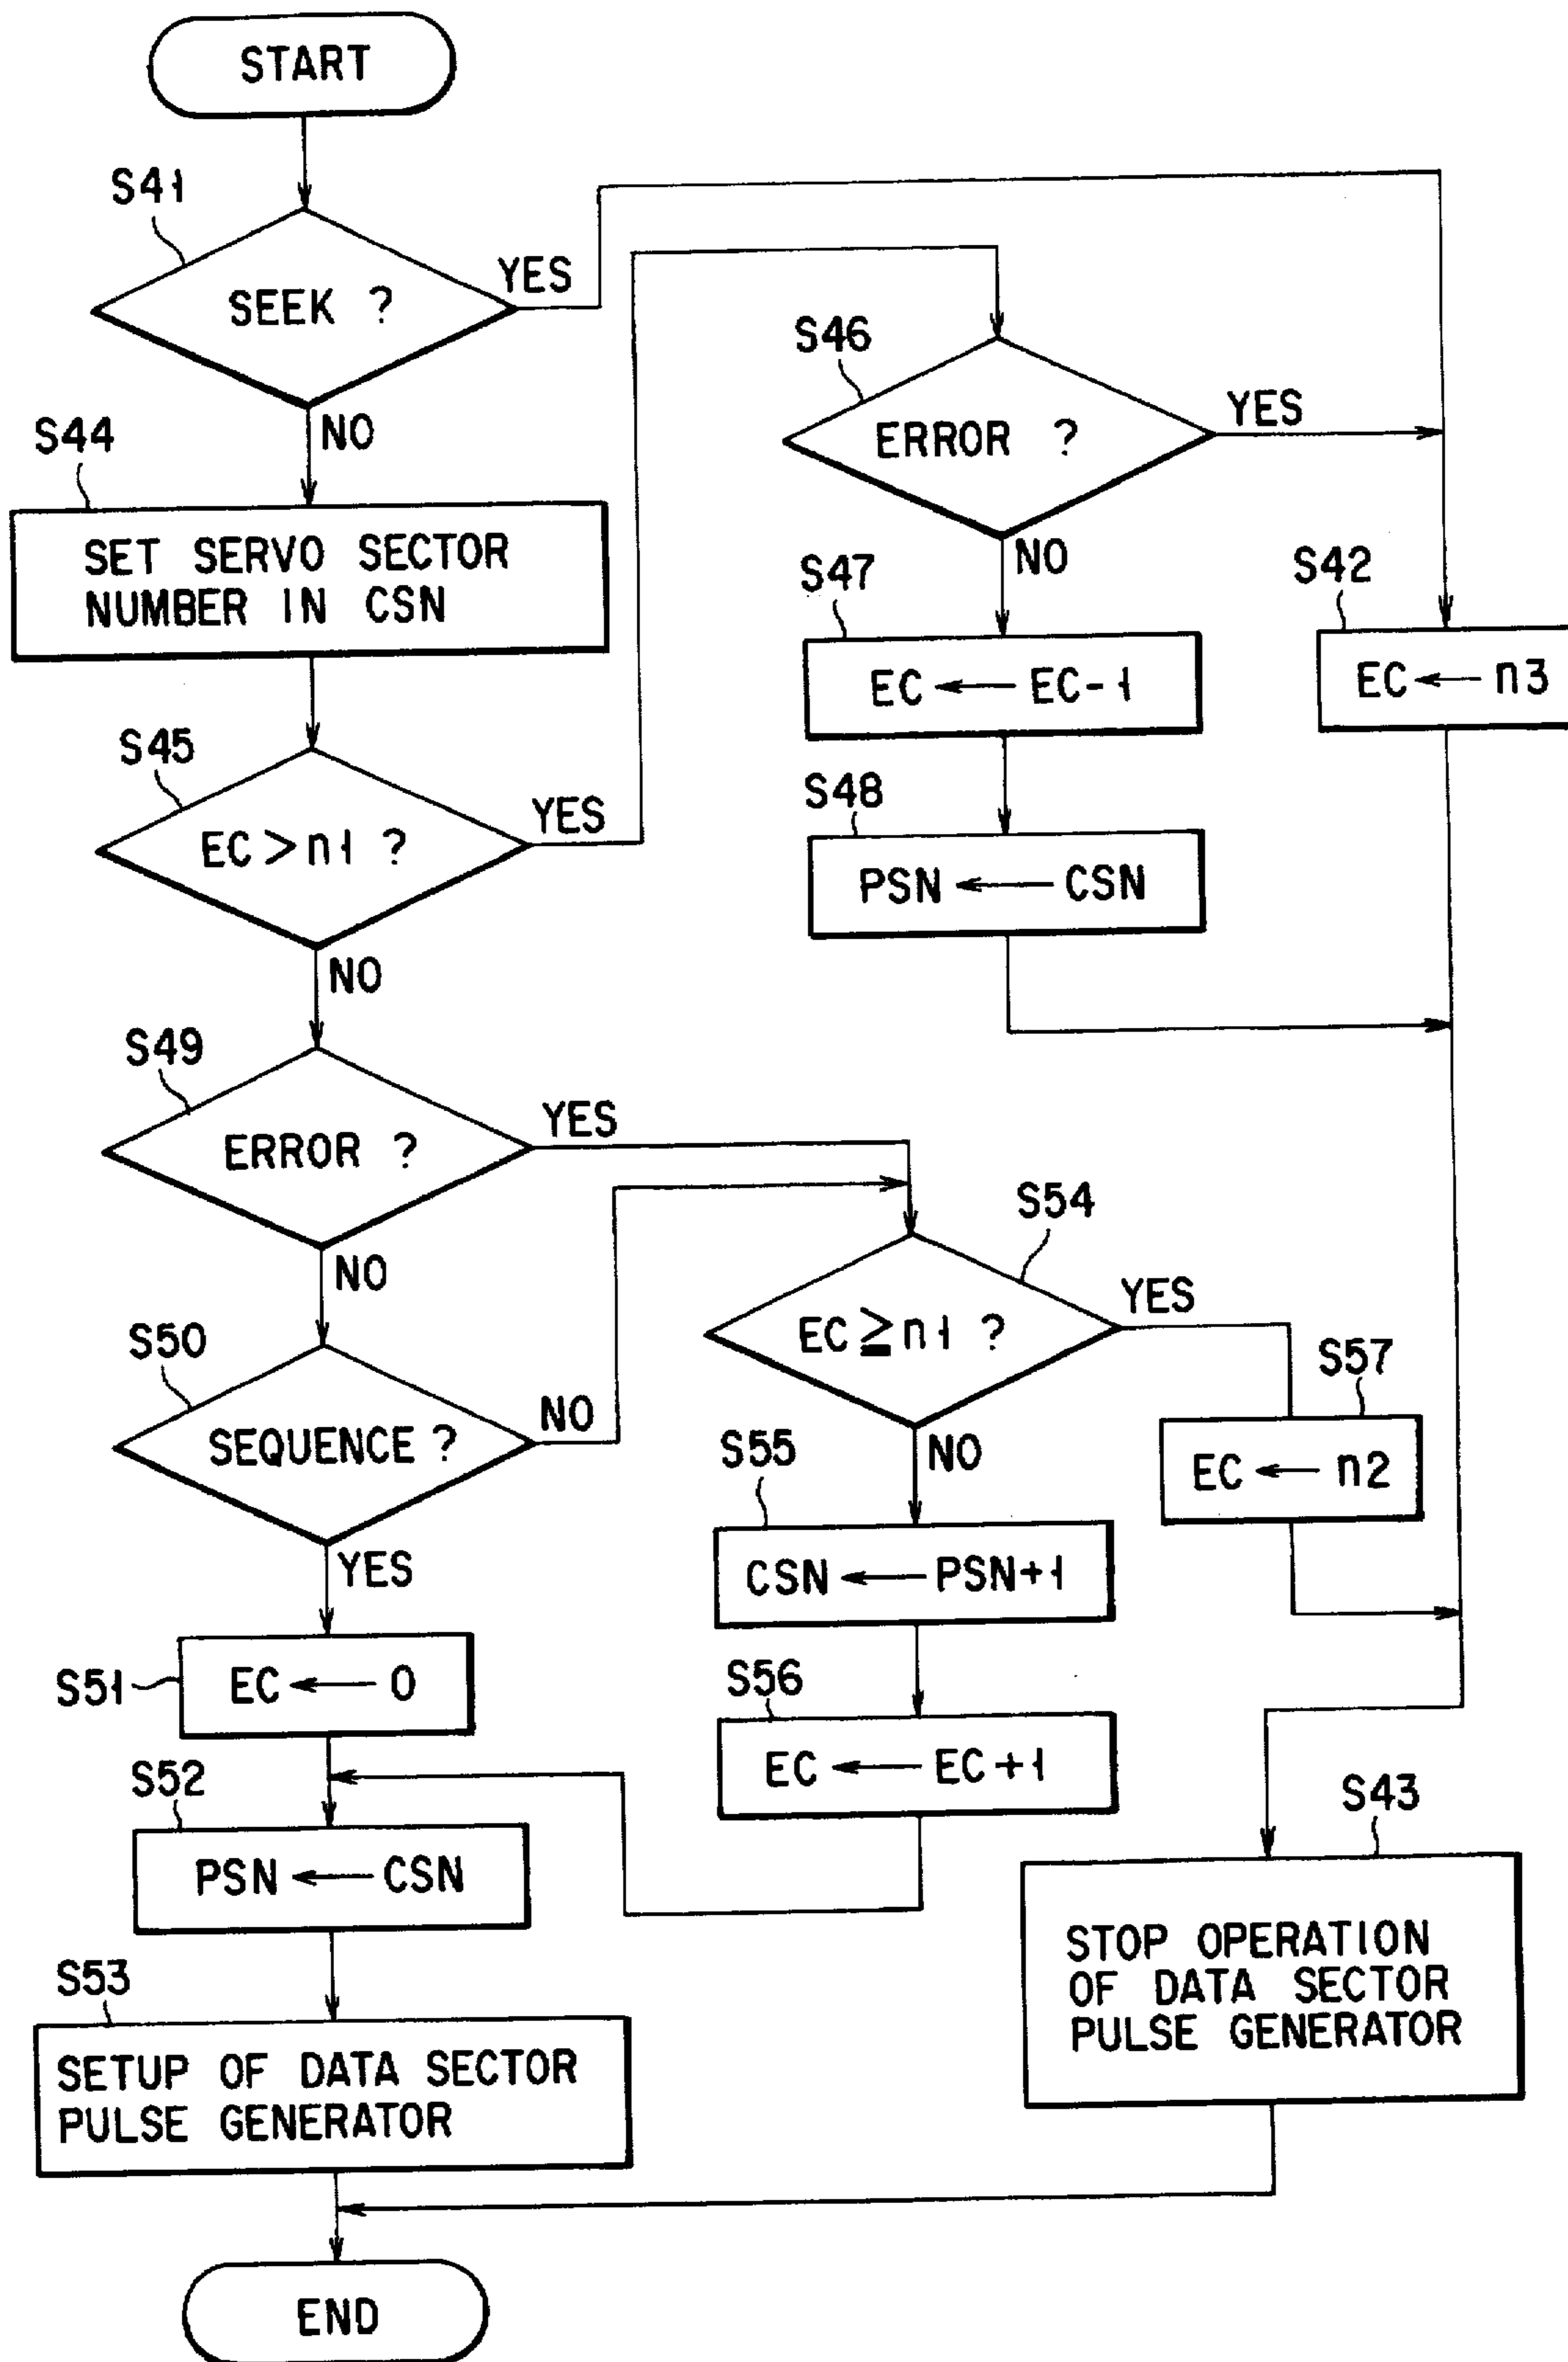 START
S41
SEEK ?
YES
NO
S44
SET SERVO SECTOR
NUMBER IN CSN
S45
EC > n1 ?
YES
NO
S46
ERROR ?
YES
NO
S47
EC ← EC-1
S48
PSN ← CSN
S42
EC ← n3
S49
ERROR ?
YES
NO
S50
SEQUENCE ?
NO
YES
S54
EC ≧ n1 ?
YES
NO
S57
EC ← n2
S55
CSN ← PSN+1
S56
EC ← EC+1
S51
EC ← 0
S52
PSN ← CSN
S53
SETUP OF DATA SECTOR
PULSE GENERATOR
S43
STOP OPERATION
OF DATA SECTOR
PULSE GENERATOR
END